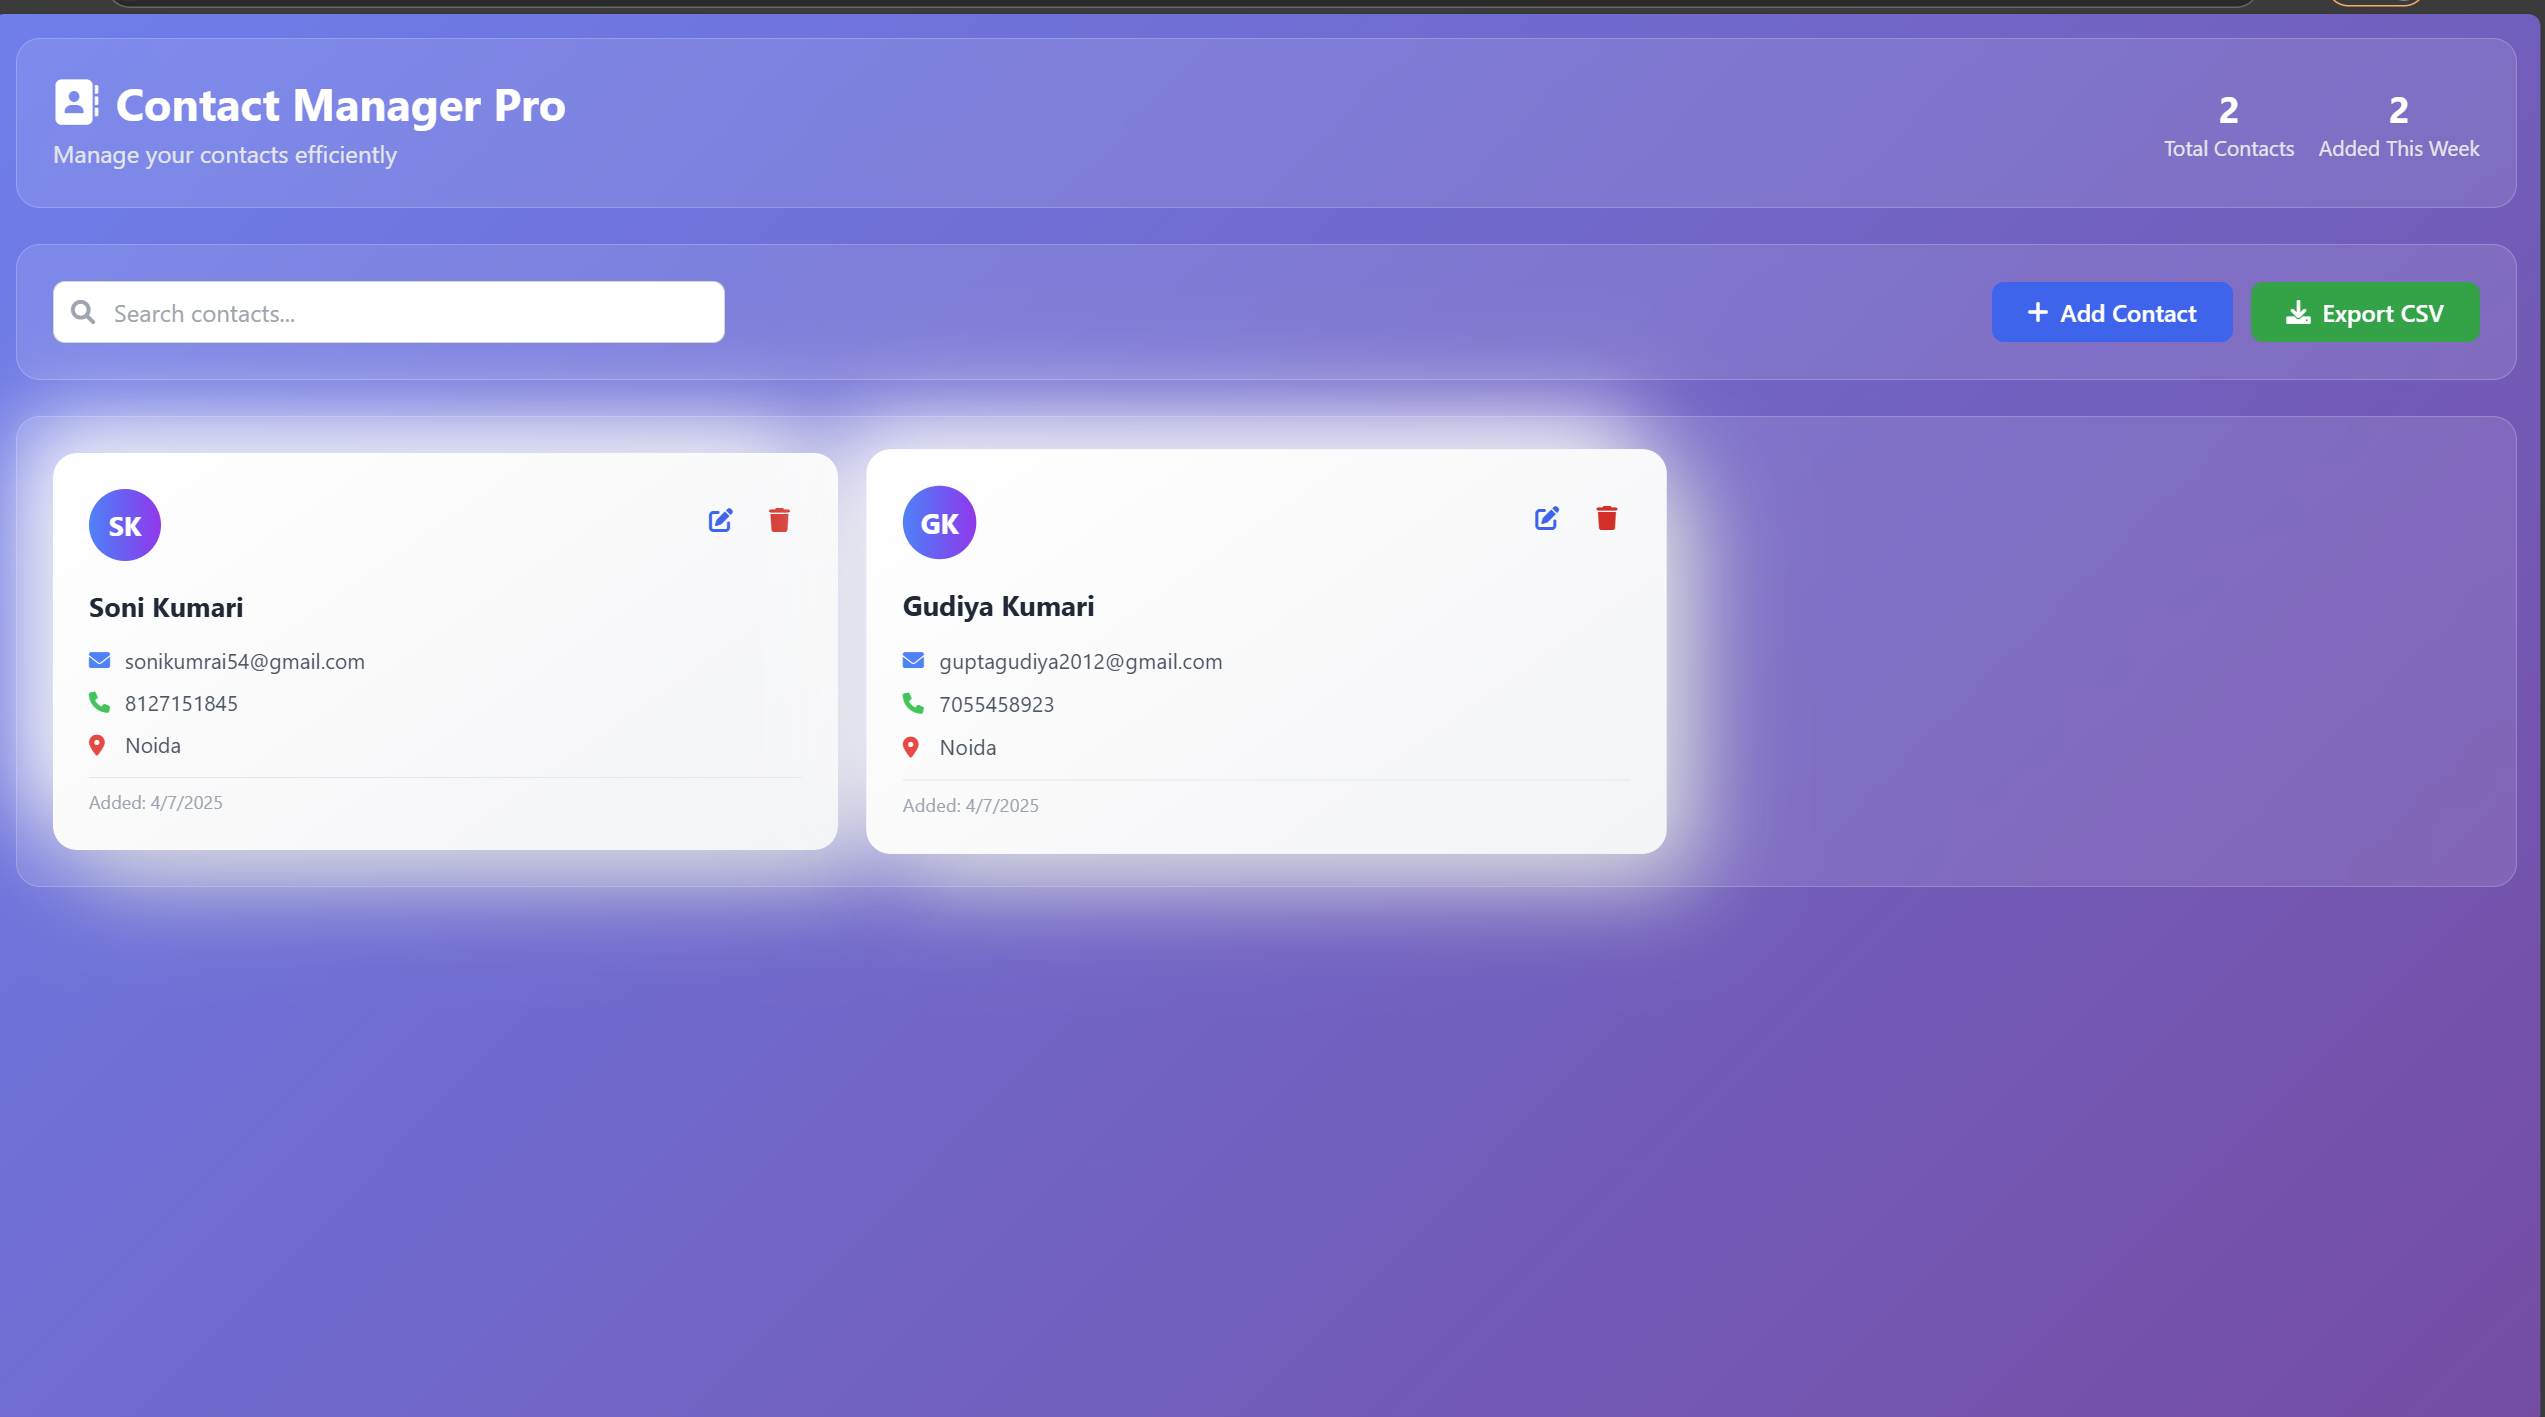 Contact Manager Pro
Manage your contacts efficiently
2
Total Contacts
2
Added This Week
Search contacts...
Add Contact
Export CSV
SK
Soni Kumari
sonikumrai54@gmail.com
8127151845
Noida
Added: 4/7/2025
GK
Gudiya Kumari
guptagudiya2012@gmail.com
7055458923
Noida
Added: 4/7/2025